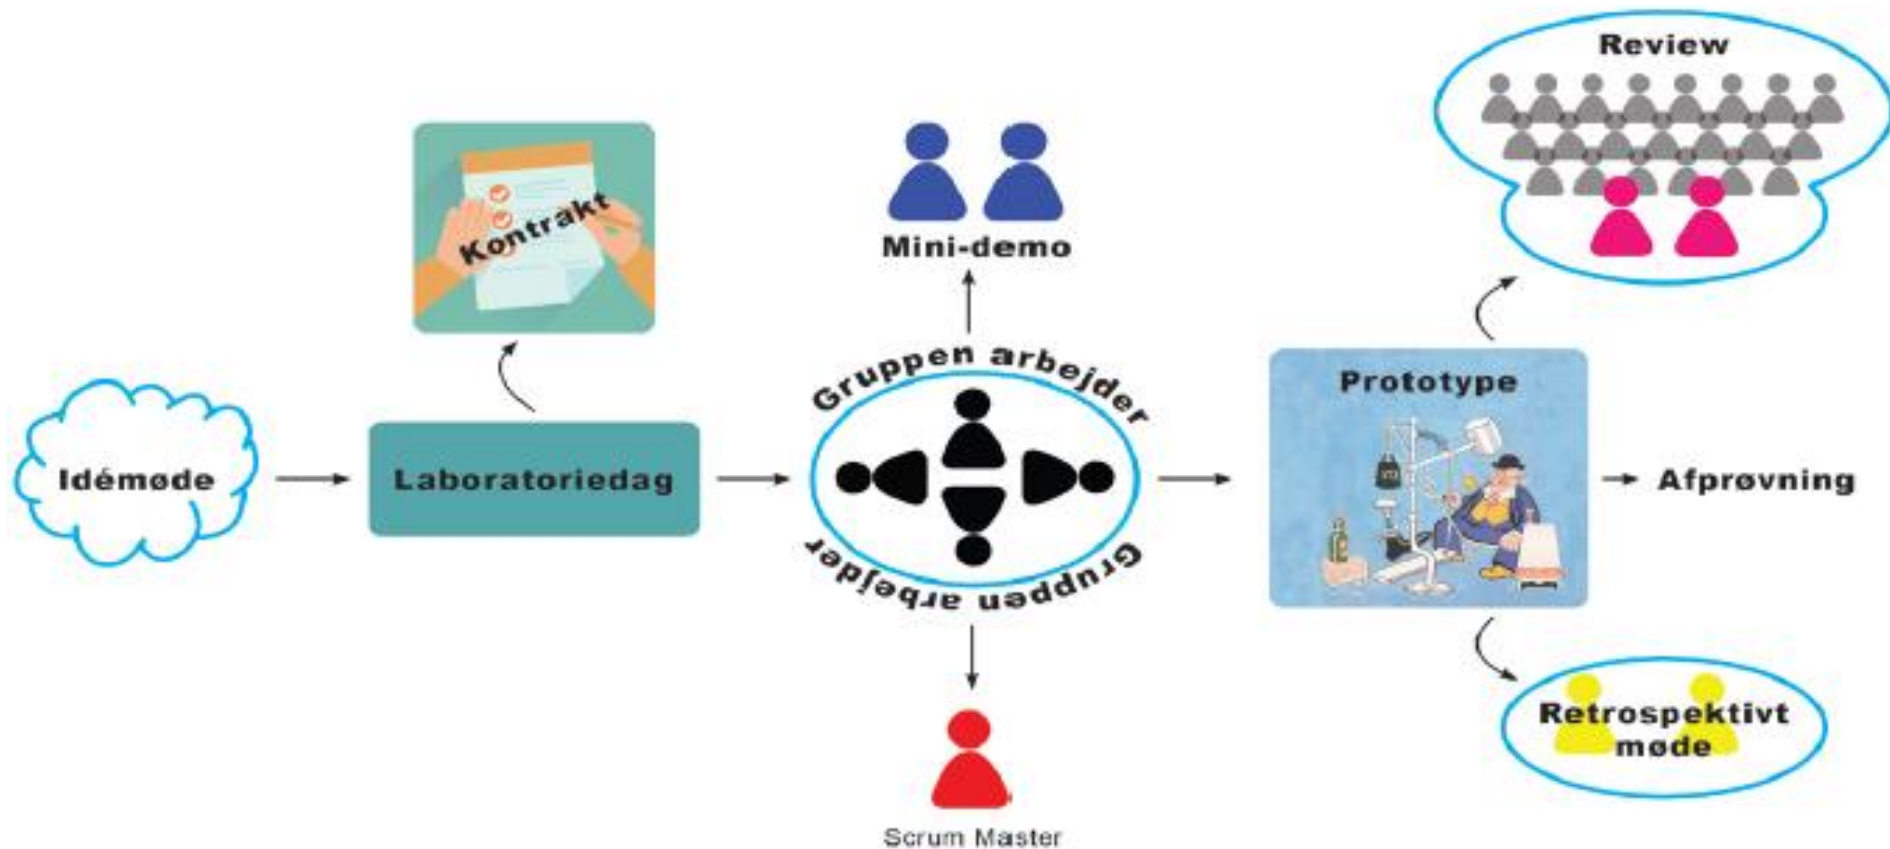 Idémøde
Kontrakt
Laboratoriedag
Mini-demo
Gruppen arbejder
Gruppen arbejder
Scrum Master
Prototype
Review
Afprøvning
Retrospektivt
møde